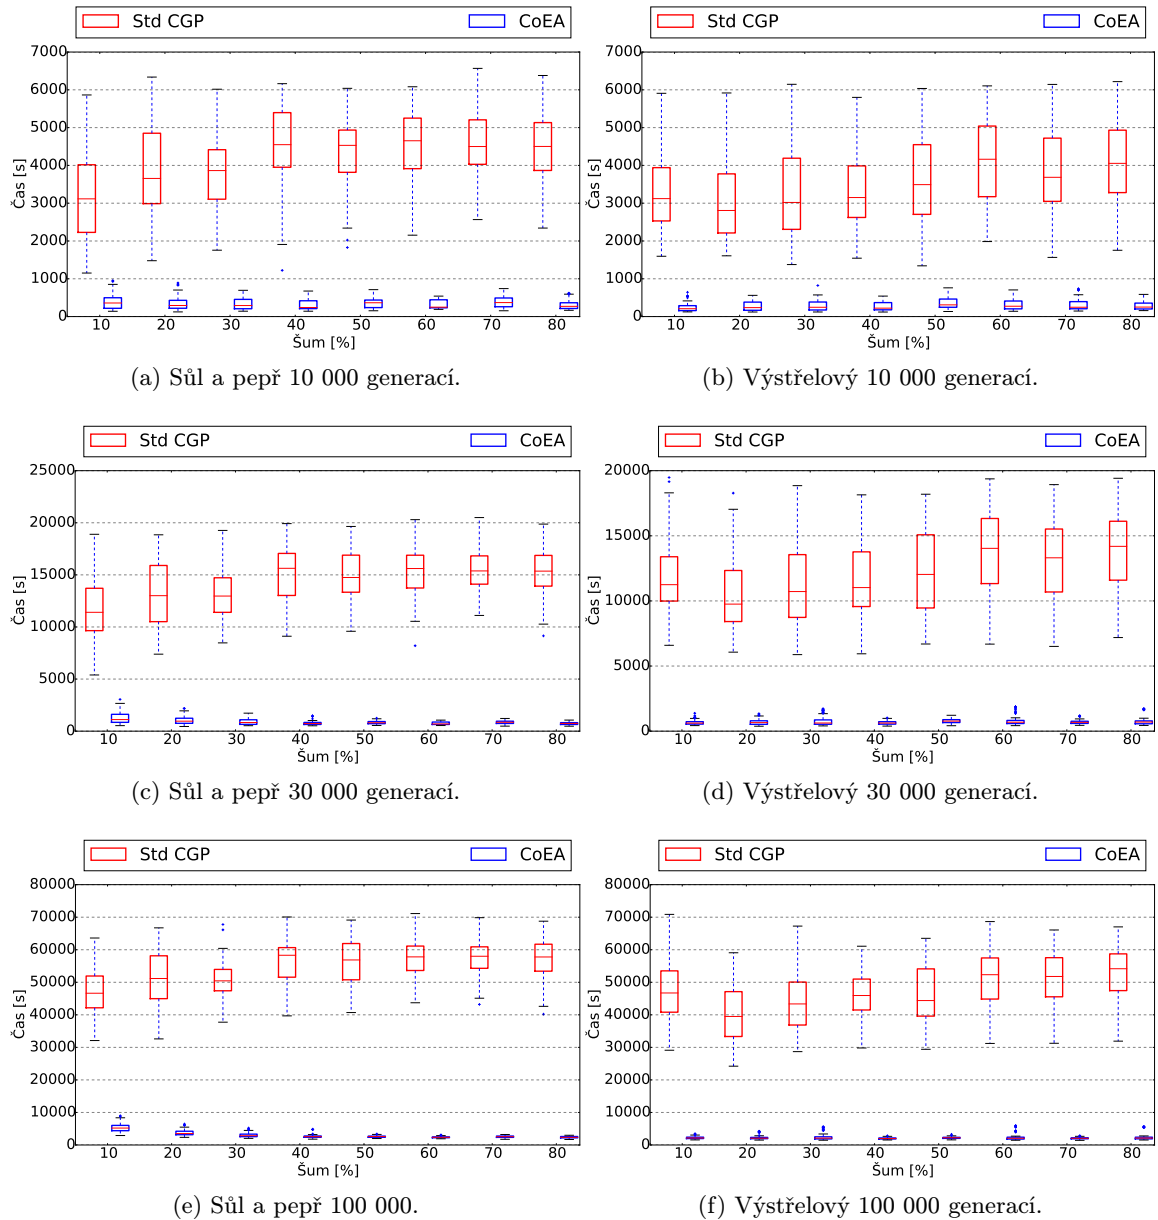 Std CGP CoEA
7000
6000
5000
4000
3000
2000
1000
0
Čas [s]
10 20 30 40 50 60 70 80
Šum [%]
(a) Sůl a pepř 10 000 generací.
Std CGP CoEA
7000
6000
5000
4000
3000
2000
1000
0
Čas [s]
10 20 30 40 50 60 70 80
Šum [%]
(b) Výstřelový 10 000 generací.
Std CGP CoEA
25000
20000
15000
10000
5000
0
Čas [s]
10 20 30 40 50 60 70 80
Šum [%]
(c) Sůl a pepř 30 000 generací.
Std CGP CoEA
20000
15000
10000
5000
0
Čas [s]
10 20 30 40 50 60 70 80
Šum [%]
(d) Výstřelový 30 000 generací.
Std CGP CoEA
80000
70000
60000
50000
40000
30000
20000
10000
0
Čas [s]
10 20 30 40 50 60 70 80
Šum [%]
(e) Sůl a pepř 100 000.
Std CGP CoEA
80000
70000
60000
50000
40000
30000
20000
10000
0
Čas [s]
10 20 30 40 50 60 70 80
Šum [%]
(f) Výstřelový 100 000 generací.